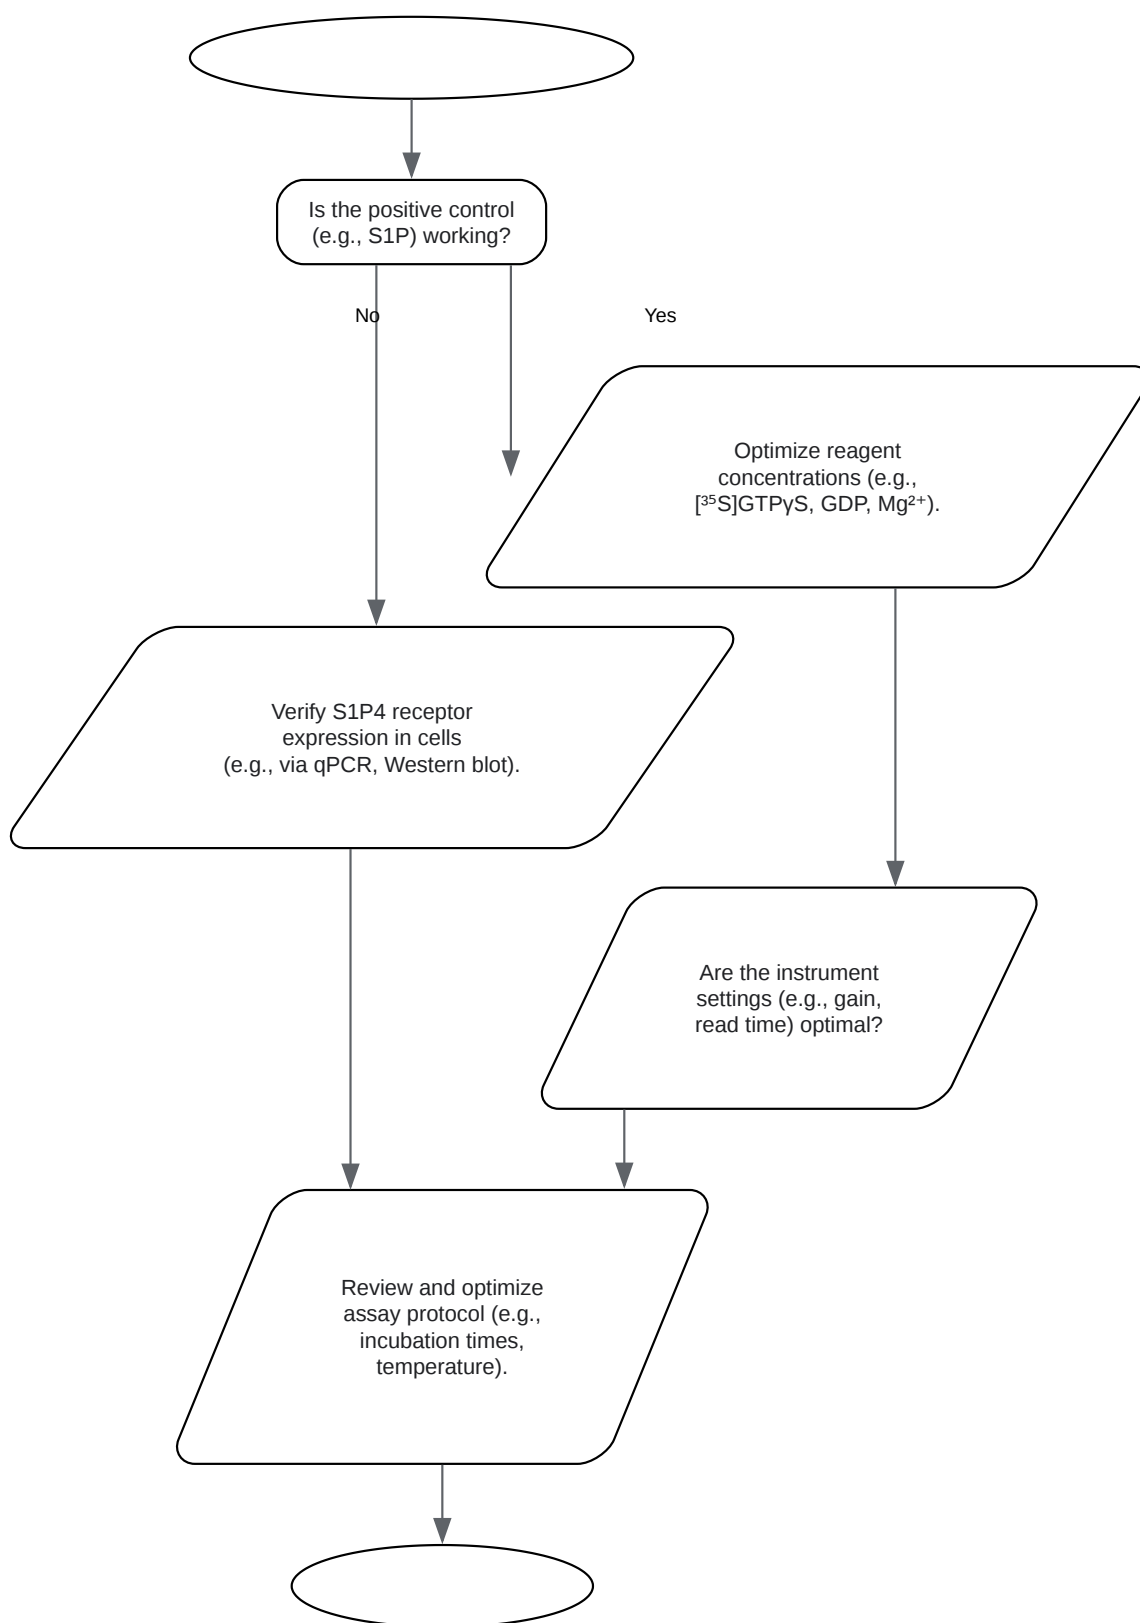 Is the positive control
(e.g., S1P) working?
No
Yes
Optimize reagent
concentrations (e.g.,
[³⁵S]GTPγS, GDP, Mg²⁺).
Verify S1P4 receptor
expression in cells
(e.g., via qPCR, Western blot).
Are the instrument
settings (e.g., gain,
read time) optimal?
Review and optimize
assay protocol (e.g.,
incubation times,
temperature).